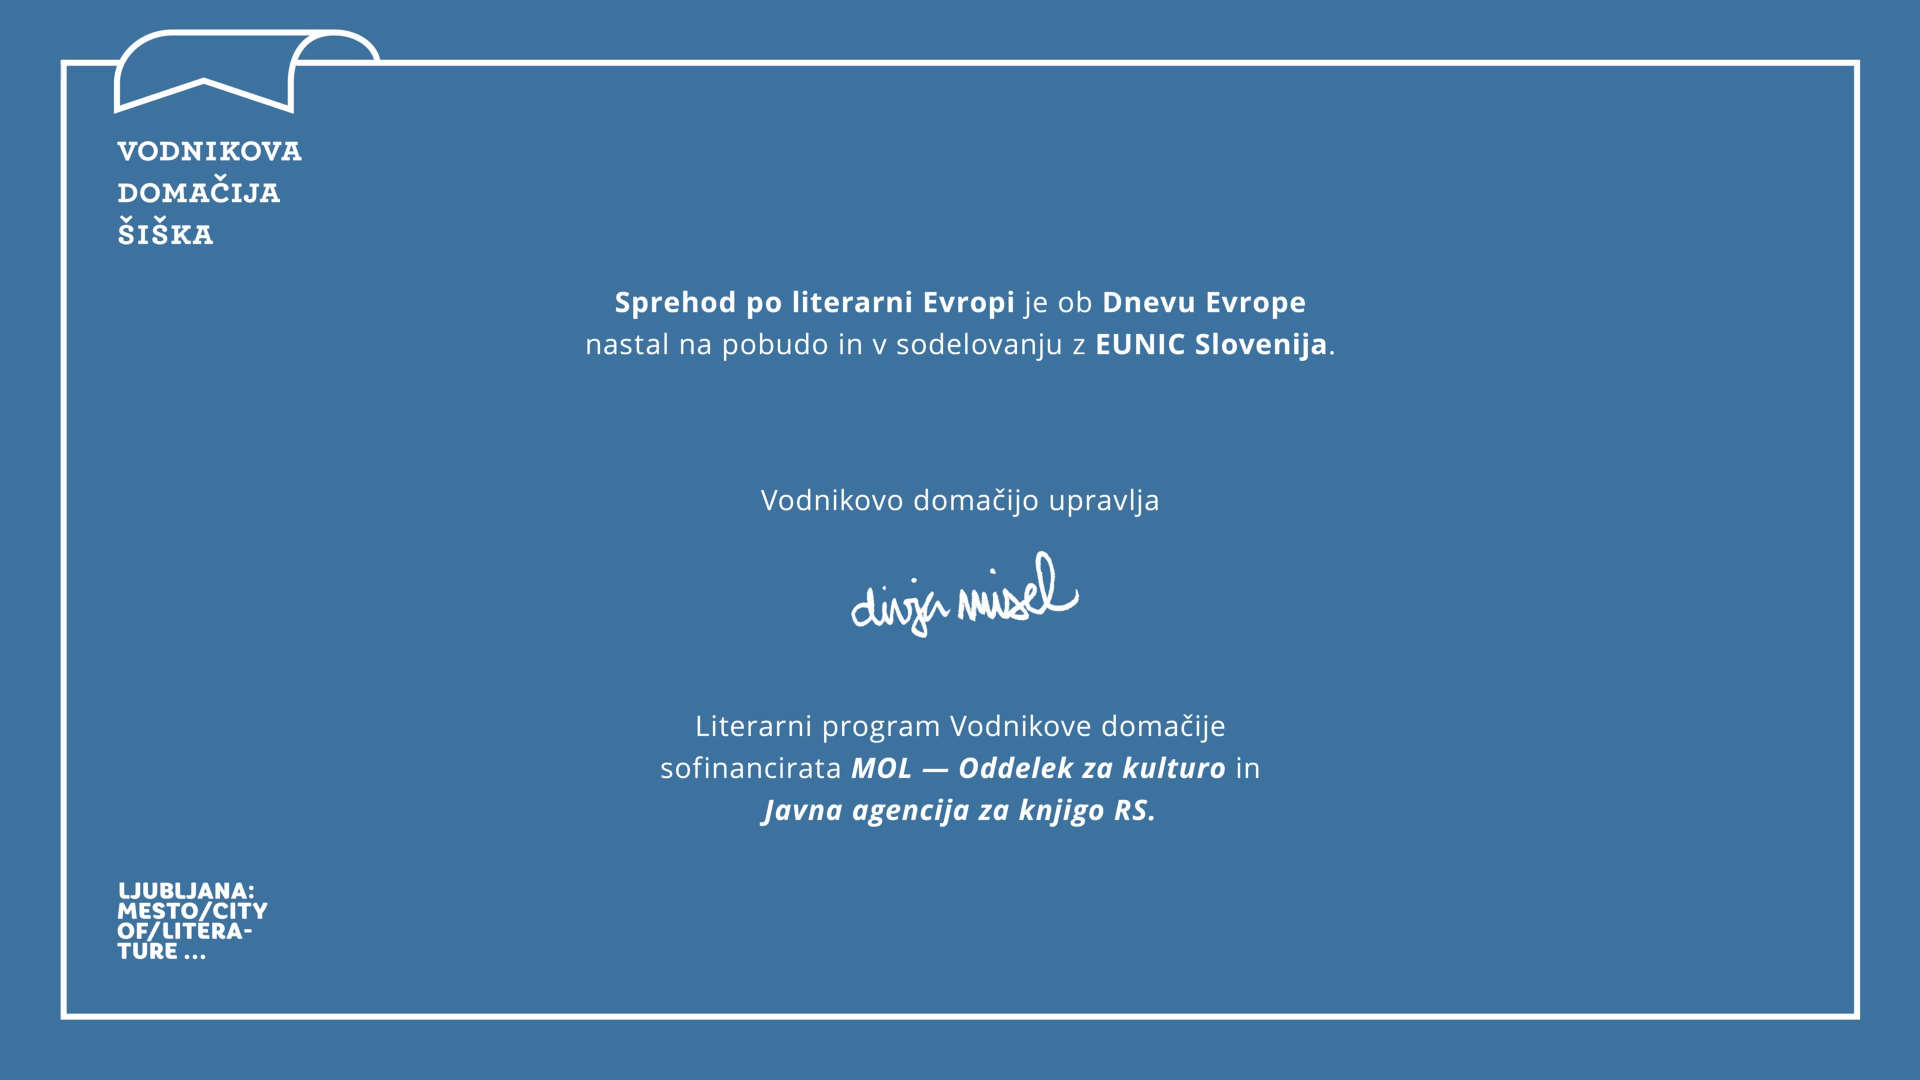 VODNIKOVA
DOMAČIJA
ŠIŠKA
Sprehod po literarni Evropi je ob Dnevu Evrope
nastal na pobudo in v sodelovanju z EUNIC Slovenija.
Vodnikovo domačijo upravlja
divja misel
Literarni program Vodnikove domačije
sofinancirata MOL — Oddelek za kulturo in
Javna agencija za knjigo RS.
LJUBLJANA:
MESTO/CITY
OF/LITERA-
TURE ...